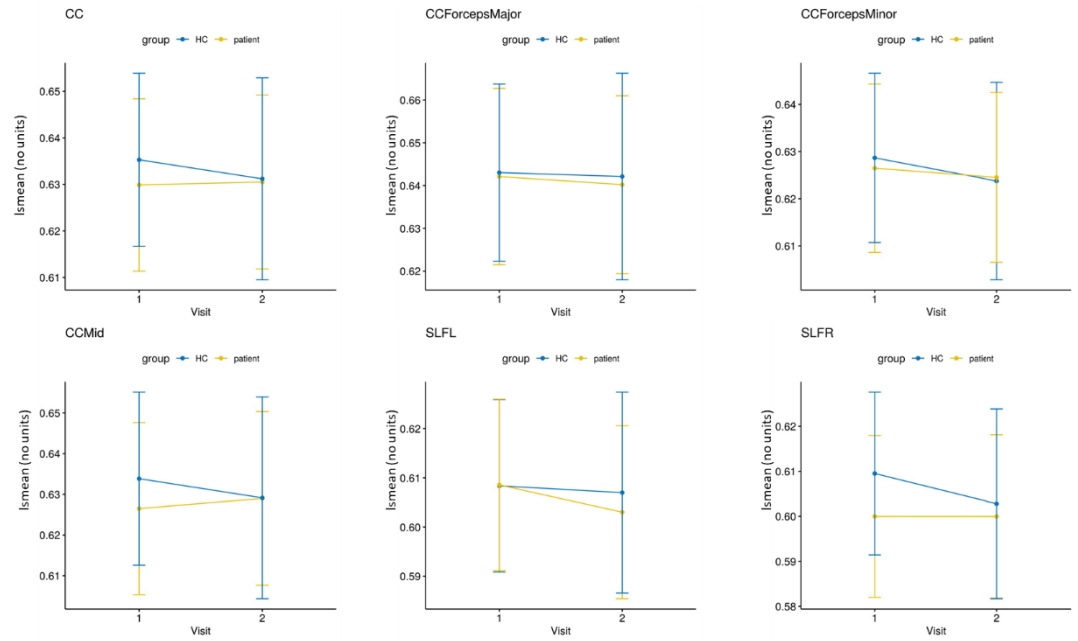 CC
group HC patient
lsmean (no units)
0.65
0.64
0.63
0.62
0.61
1 2
Visit
CCForcepsMajor
group HC patient
lsmean (no units)
0.66
0.65
0.64
0.63
0.62
1 2
Visit
CCForcepsMinor
group HC patient
lsmean (no units)
0.64
0.63
0.62
0.61
1 2
Visit
CCMid
group HC patient
lsmean (no units)
0.65
0.64
0.63
0.62
0.61
1 2
Visit
SLFL
group HC patient
lsmean (no units)
0.62
0.61
0.60
0.59
1 2
Visit
SLFR
group HC patient
lsmean (no units)
0.62
0.61
0.60
0.59
0.58
1 2
Visit